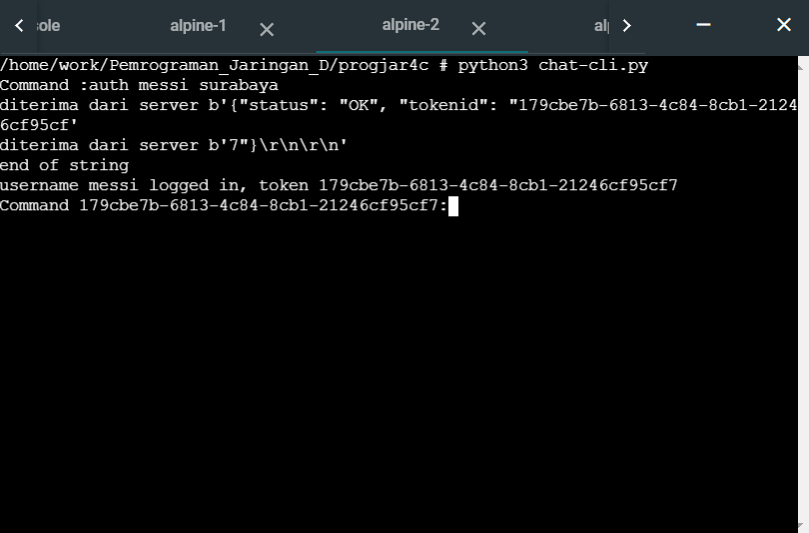 sole alpine-1 alpine-2 al
/home/work/Pemrograman_Jaringan_D/progjar4c # python3 chat-cli.py
Command :auth messi surabaya
diterima dari server b'{"status": "OK", "tokenid": "179cbe7b-6813-4c84-8cb1-2124
6cf95cf'
diterima dari server b'7"}\r\n\r\n'
end of string
username messi logged in, token 179cbe7b-6813-4c84-8cb1-21246cf95cf7
Command 179cbe7b-6813-4c84-8cb1-21246cf95cf7: